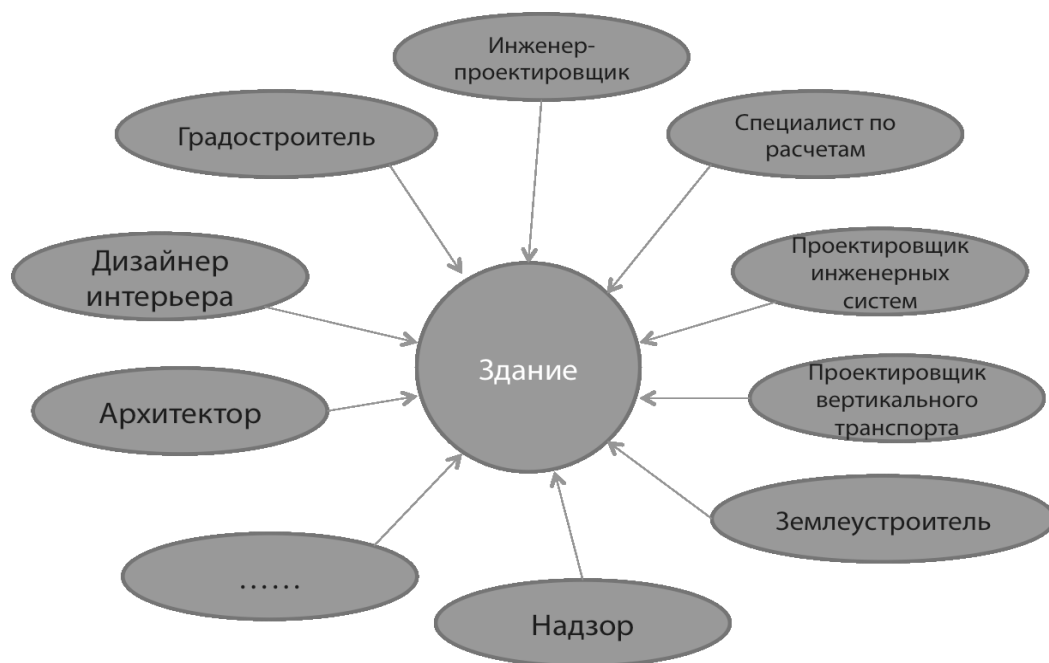 Инженер-
проектировщик
Градостроитель
Специалист по
расчетам
Дизайнер
интерьера
Проектировщик
инженерных
систем
Здание
Архитектор
Проектировщик
вертикального
транспорта
Землеустроитель
......
Надзор